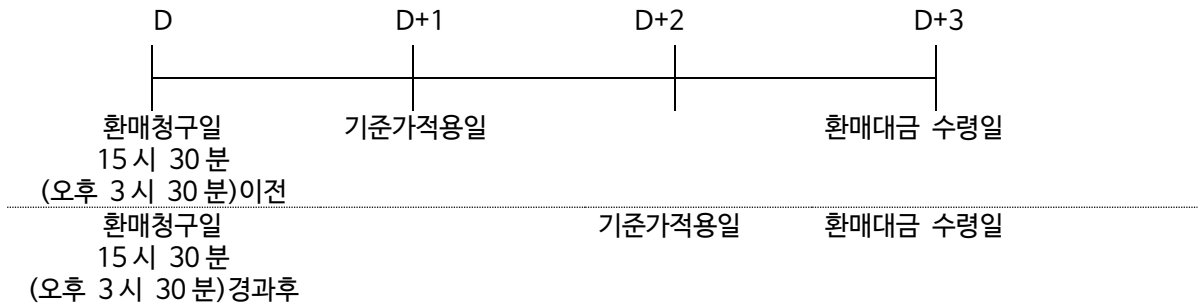 D D+1 D+2 D+3
환매청구일 기준가적용일 환매대금 수령일
15시 30분
(오후 3시 30분)이전
환매청구일 기준가적용일 환매대금 수령일
15시 30분
(오후 3시 30분)경과후